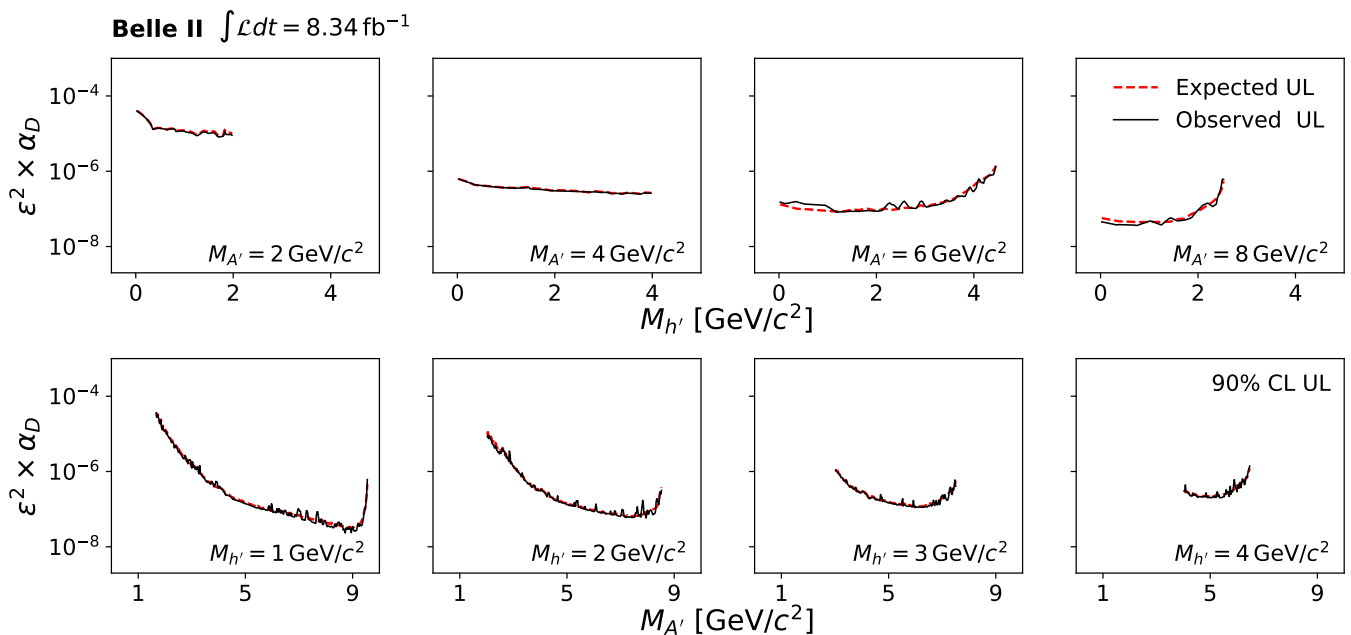 Belle II ∫ℒdt = 8.34 fb⁻¹
ε² × α_D
10⁻⁴
10⁻⁶
10⁻⁸
M_A′ = 2 GeV/c²
M_A′ = 4 GeV/c²
M_A′ = 6 GeV/c²
M_A′ = 8 GeV/c²
Expected UL
Observed UL
0 2 4
0 2 4
0 2 4
0 2 4
M_h′ [GeV/c²]
ε² × α_D
10⁻⁴
10⁻⁶
10⁻⁸
90% CL UL
M_h′ = 1 GeV/c²
M_h′ = 2 GeV/c²
M_h′ = 3 GeV/c²
M_h′ = 4 GeV/c²
1 5 9
1 5 9
1 5 9
1 5 9
M_A′ [GeV/c²]